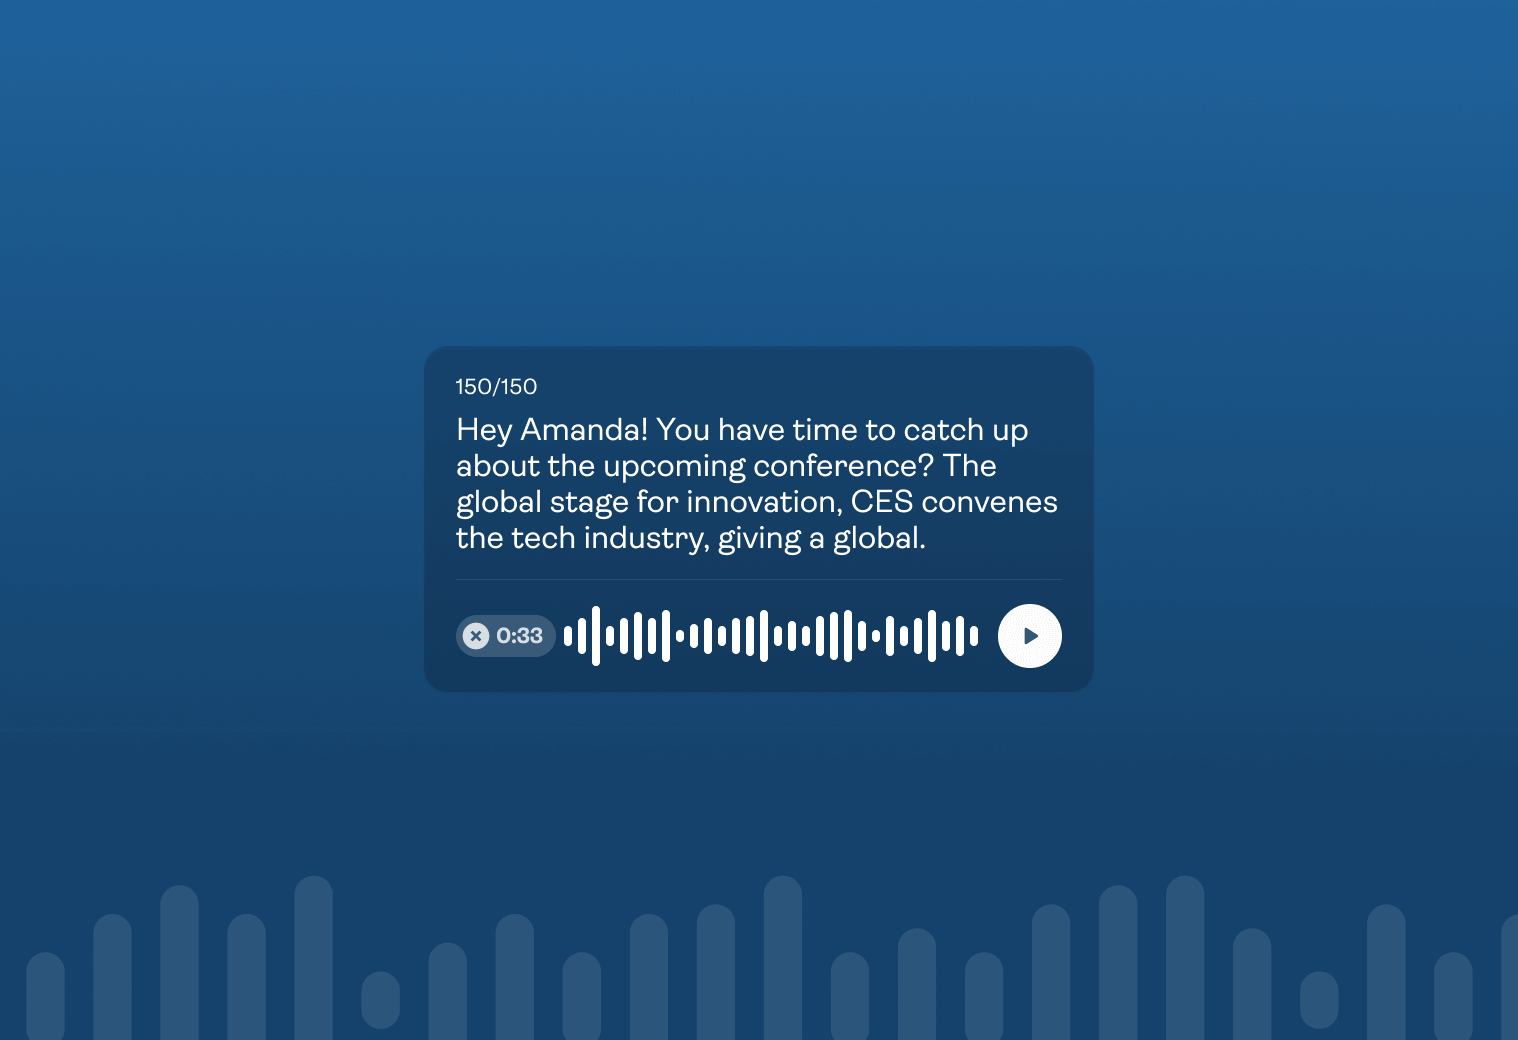 150/150
Hey Amanda! You have time to catch up
about the upcoming conference? The
global stage for innovation, CES convenes
the tech industry, giving a global.
0:33